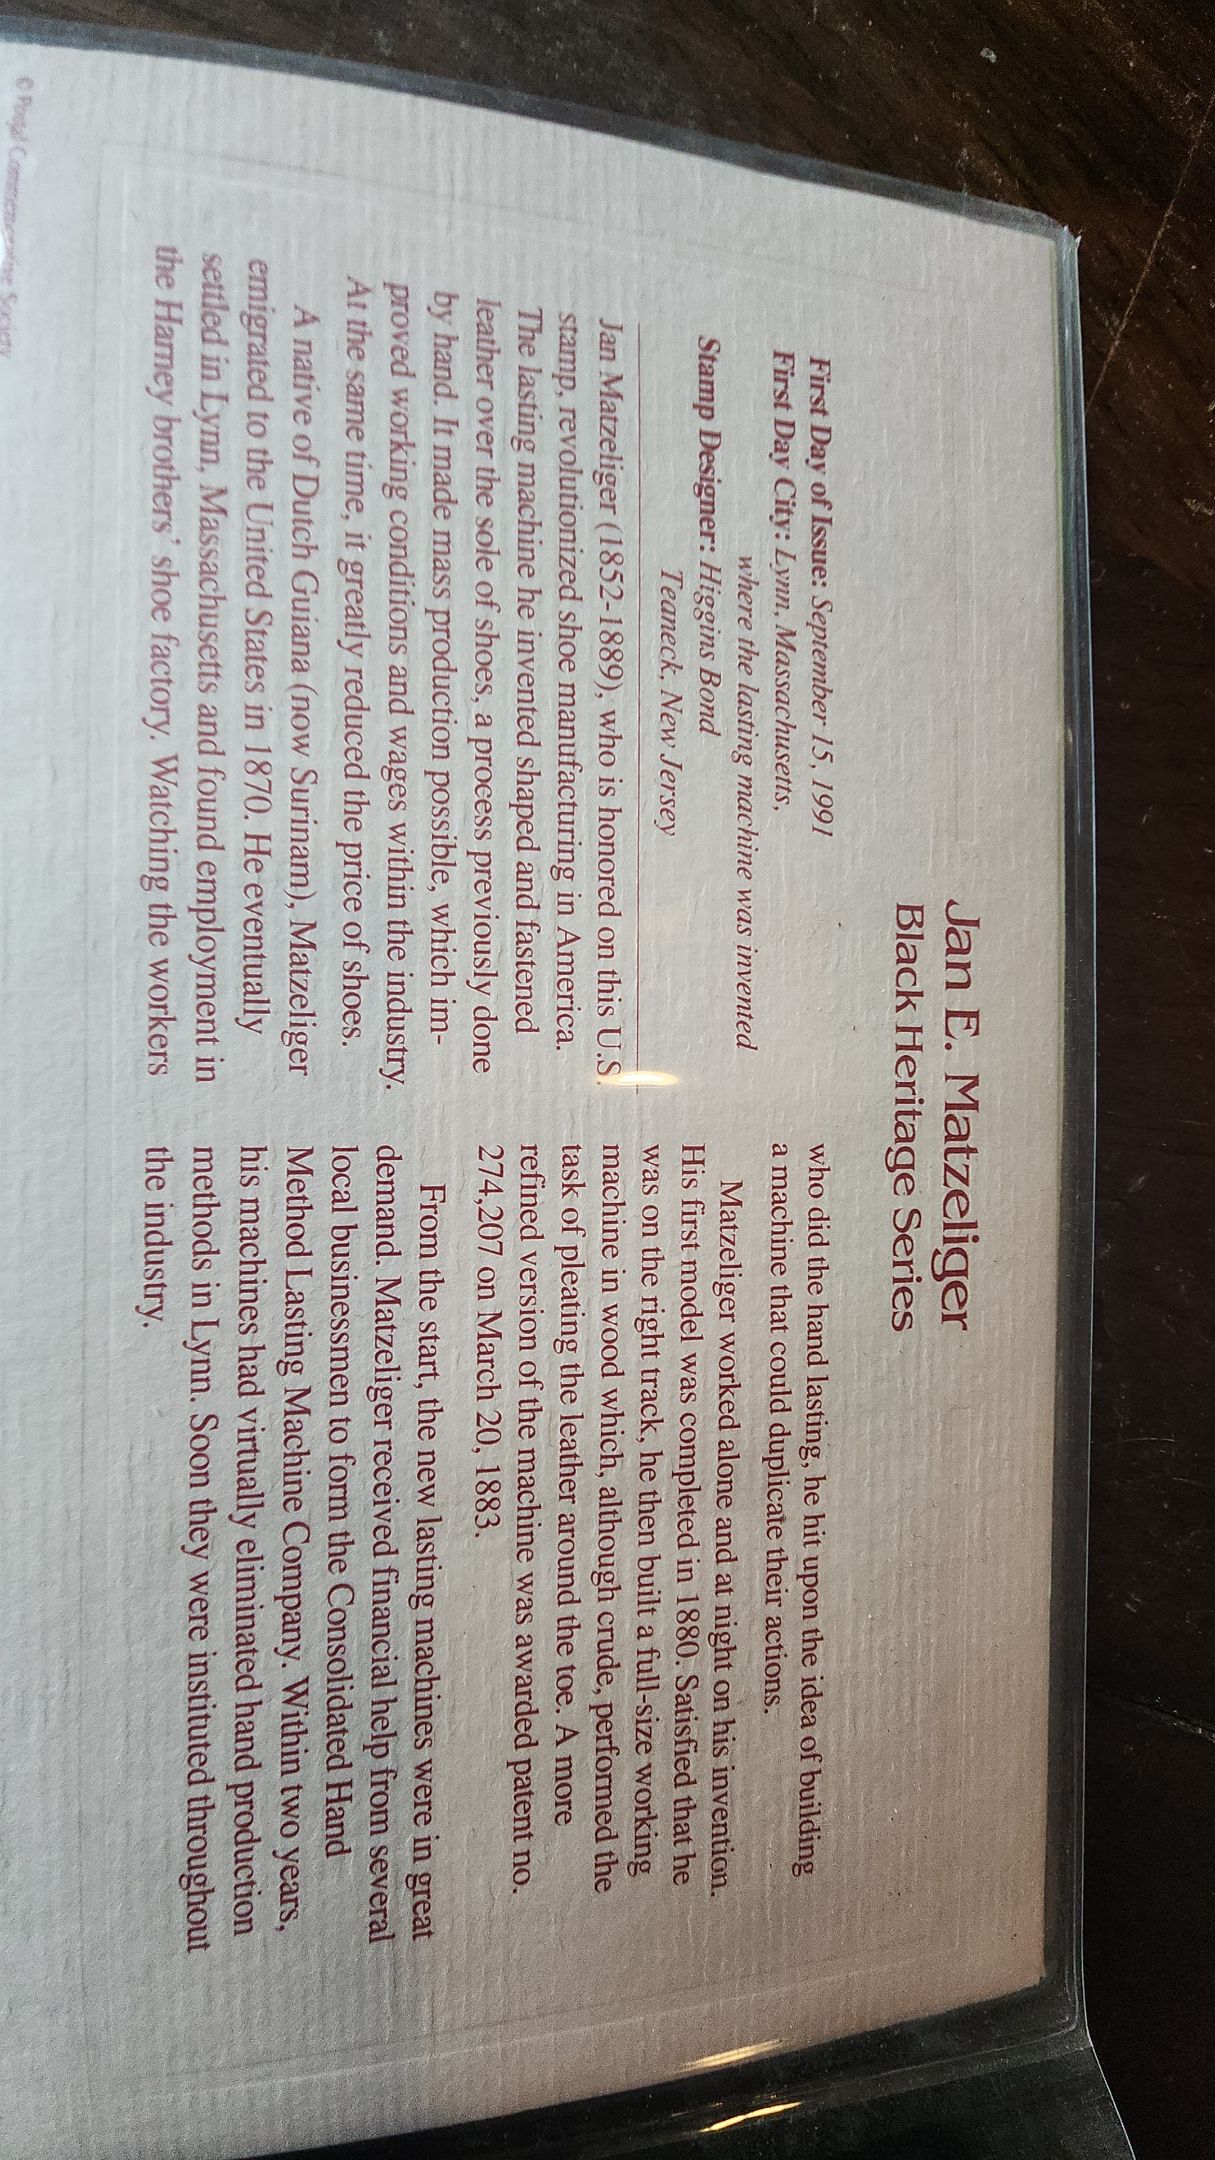 Jan E. Matzeliger
Black Heritage Series
First Day of Issue: September 15, 1991
First Day City: Lynn, Massachusetts,
where the lasting machine was invented
Stamp Designer: Higgins Bond
Teaneck, New Jersey
Jan Matzeliger (1852-1889), who is honored on this U.S.
stamp, revolutionized shoe manufacturing in America.
The lasting machine he invented shaped and fastened
leather over the sole of shoes, a process previously done
by hand. It made mass production possible, which im-
proved working conditions and wages within the industry.
At the same time, it greatly reduced the price of shoes.
A native of Dutch Guiana (now Surinam), Matzeliger
emigrated to the United States in 1870. He eventually
settled in Lynn, Massachusetts and found employment in
the Harney brothers' shoe factory. Watching the workers
who did the hand lasting, he hit upon the idea of building
a machine that could duplicate their actions.
Matzeliger worked alone and at night on his invention.
His first model was completed in 1880. Satisfied that he
was on the right track, he then built a full-size working
machine in wood which, although crude, performed the
task of pleating the leather around the toe. A more
refined version of the machine was awarded patent no.
274,207 on March 20, 1883.
From the start, the new lasting machines were in great
demand. Matzeliger received financial help from several
local businessmen to form the Consolidated Hand
Method Lasting Machine Company. Within two years,
his machines had virtually eliminated hand production
methods in Lynn. Soon they were instituted throughout
the industry.
© Postal Commemorative Society